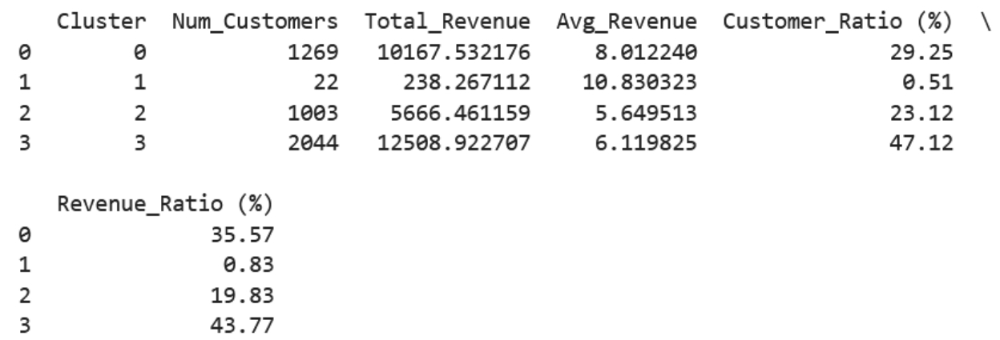 Cluster Num_Customers Total_Revenue Avg_Revenue Customer_Ratio (%) \
0 0 1269 10167.532176 8.012240 29.25
1 1 22 238.267112 10.830323 0.51
2 2 1003 5666.461159 5.649513 23.12
3 3 2044 12508.922707 6.119825 47.12
Revenue_Ratio (%)
0 35.57
1 0.83
2 19.83
3 43.77